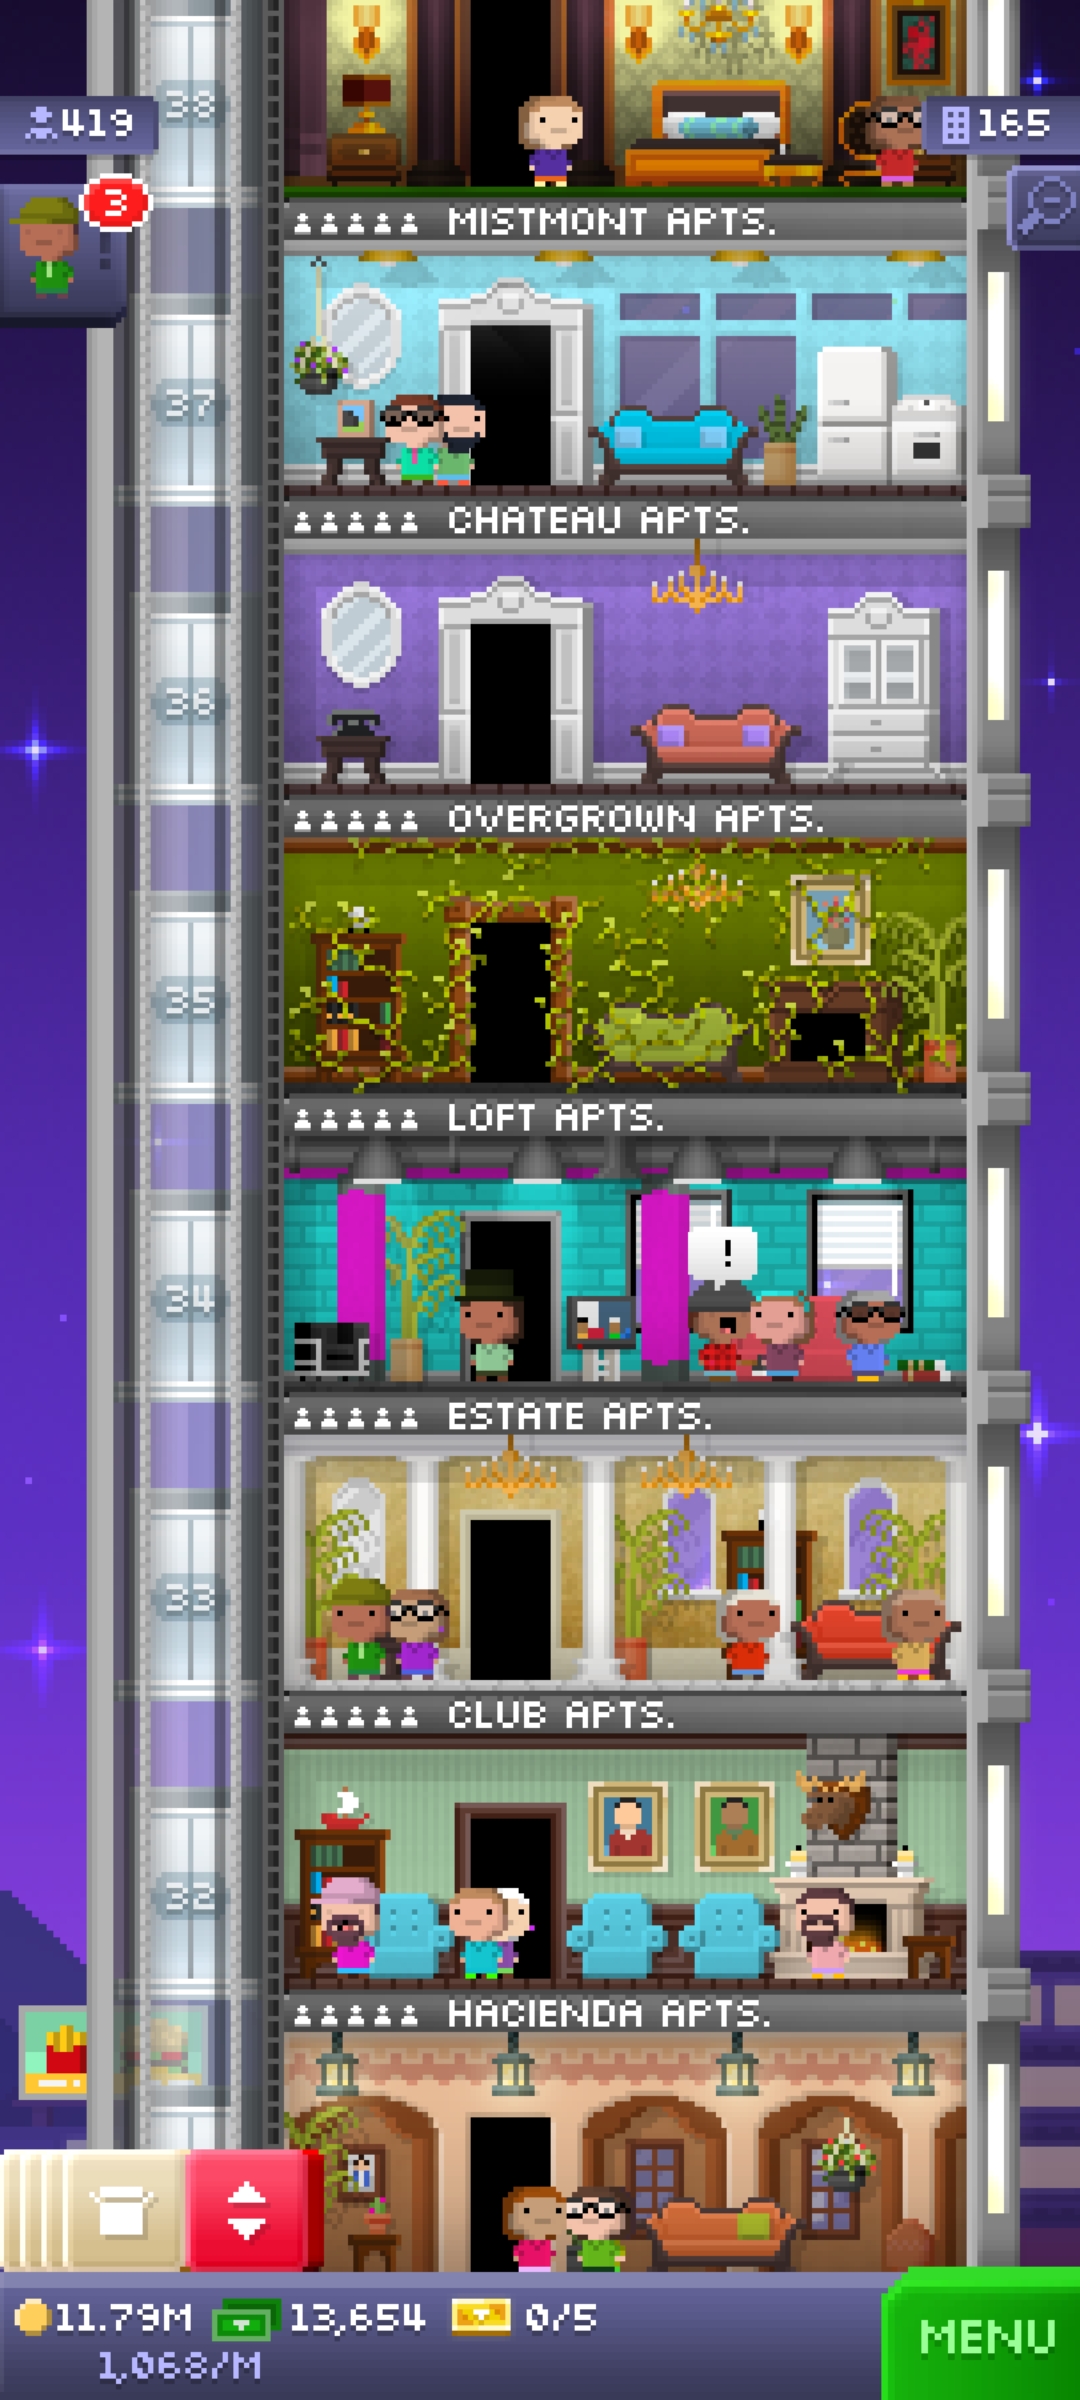 38
419
165
3
MISTMONT APTS.
37
CHATEAU APTS.
36
OVERGROWN APTS.
35
LOFT APTS.
!
34
ESTATE APTS.
33
CLUB APTS.
32
HACIENDA APTS.
11.79M 13,654 0/5
1,068/M
MENU